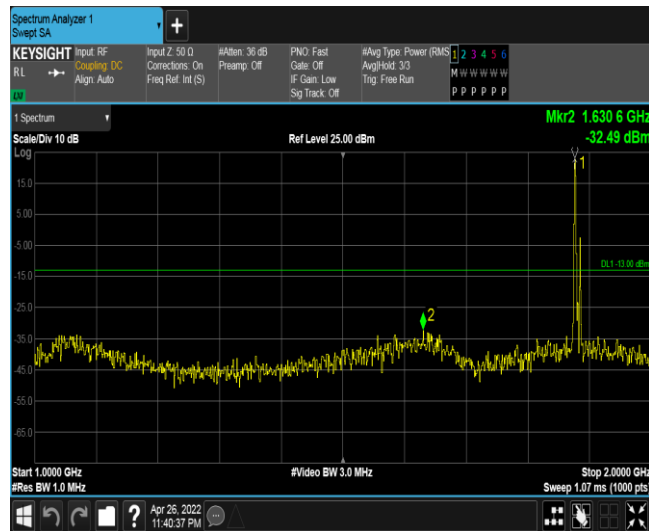 Spectrum Analyzer 1
Swept SA
KEYSIGHT Input: RF
RL
Coupling: DC
Align: Auto
Input Z: 50 Ω
Corrections: On
Freq Ref: Int (S)
#Atten: 36 dB
Preamp: Off
PNO: Fast
Gate: Off
IF Gain: Low
Sig Track: Off
#Avg Type: Power (RMS
Avg|Hold: 3/3
Trig: Free Run
1 2 3 4 5 6
M W W W W W
P P P P P P
1 Spectrum
Mkr2 1.630 6 GHz
Scale/Div 10 dB
Ref Level 25.00 dBm
-32.49 dBm
Log
1
15.0
5.00
-5.00
DL1 -13.00 dBm
-15.0
-25.0
2
-35.0
-45.0
-55.0
-65.0
Start 1.0000 GHz
#Video BW 3.0 MHz
Stop 2.0000 GHz
#Res BW 1.0 MHz
Sweep 1.07 ms (1000 pts)
?
Apr 26, 2022
11:40:37 PM